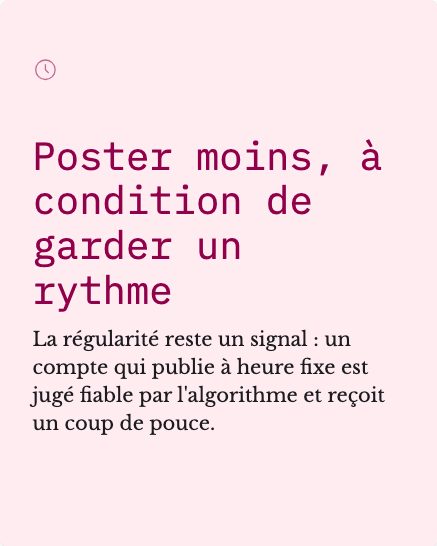 Poster moins, à
condition de
garder un
rythme
La régularité reste un signal : un
compte qui publie à heure fixe est
jugé fiable par l'algorithme et reçoit
un coup de pouce.